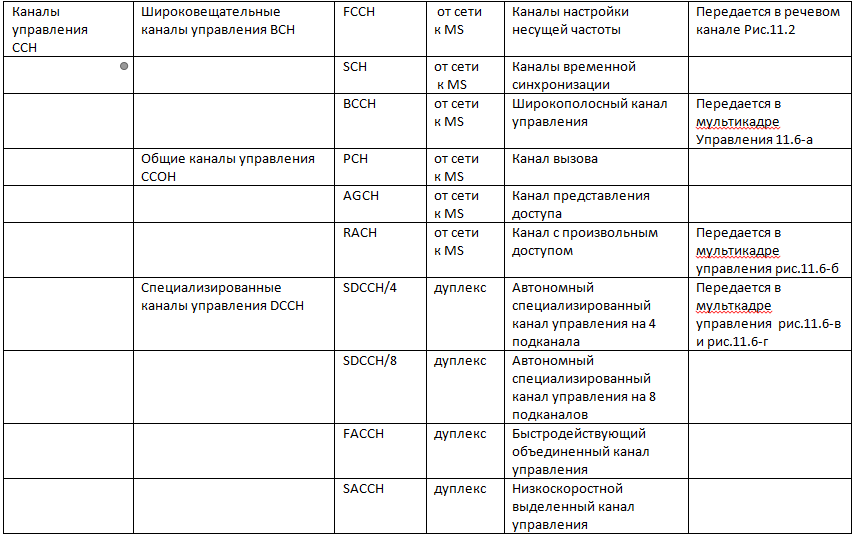 Каналы
управления
ССН
Широковещательные
каналы управления ВСН
FCCH
от сети
к MS
Каналы настройки
несущей частоты
Передается в речевом
канале Рис.11.2
SCH
от сети
к MS
Каналы временной
синхронизации
BCCH
от сети
к MS
Широкополосный канал
управления
Передается в
мультикадре
Управления 11.6-а
Общие каналы управления
ССОН
PCH
от сети
к MS
Канал вызова
AGCH
от сети
к MS
Канал представления
доступа
RACH
от сети
к MS
Канал с произвольным
доступом
Передается в
мультикадре
управления рис.11.6-б
Специализированные
каналы управления DCCH
SDCCH/4
дуплекс
Автономный
специализированный
канал управления на 4
подканала
Передается в
мульткадре
управления рис.11.6-в
и рис.11.6-г
SDCCH/8
дуплекс
Автономный
специализированный
канал управления на 8
подканалов
FACCH
дуплекс
Быстродействующий
объединенный канал
управления
SACCH
дуплекс
Низкоскоростной
выделенный канал
управления